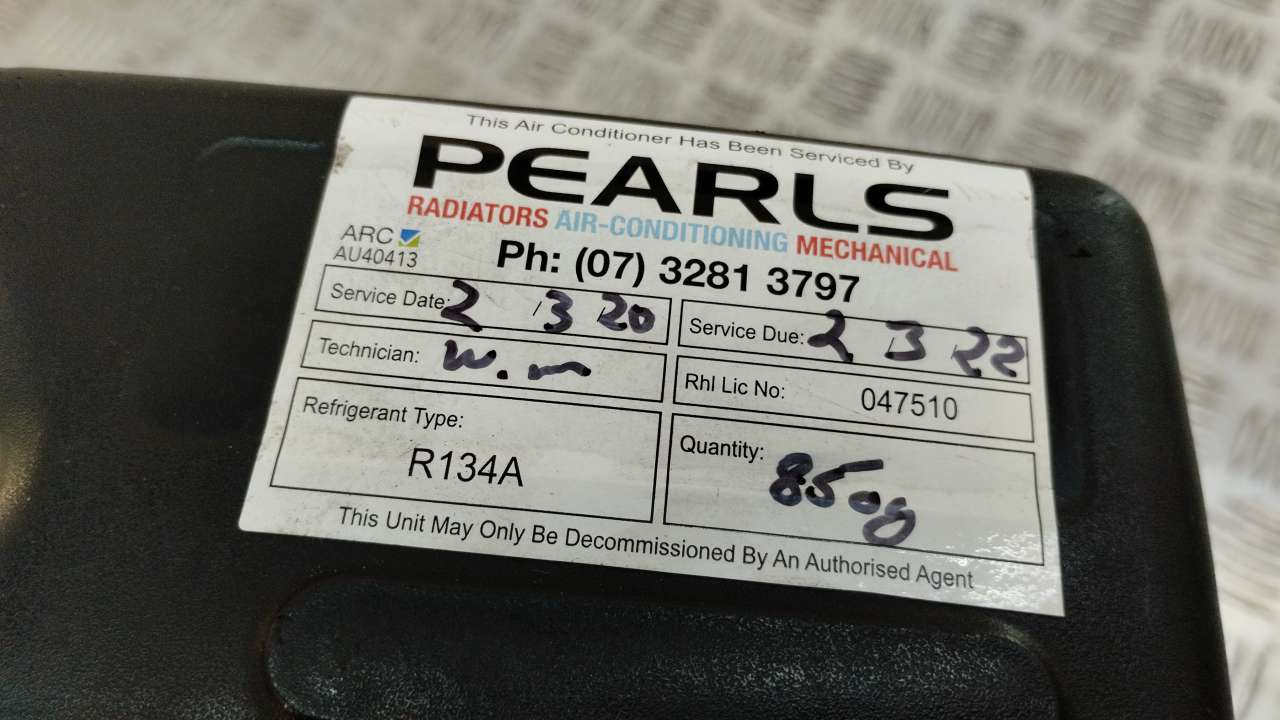 This Air Conditioner Has Been Serviced By
PEARLS
RADIATORS AIR-CONDITIONING MECHANICAL
ARC
AU40413
Ph: (07) 3281 3797
Service Date: 2 / 3 20
Service Due: 2 3 22
Technician: W.m
Rhl Lic No: 047510
Refrigerant Type:
R134A
Quantity:
850g
This Unit May Only Be Decommissioned By An Authorised Agent